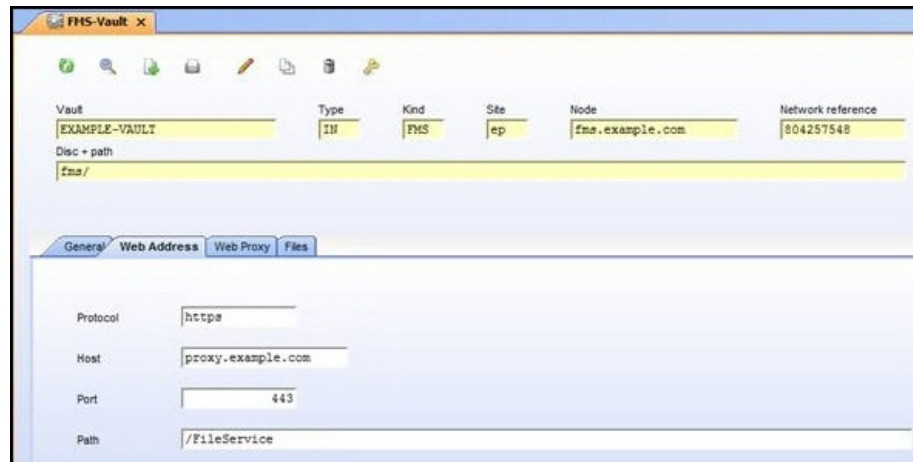 FMS-Vault x
Vault Type Kind Site Node Network reference
EXAMPLE-VAULT IN FMS ep fms.example.com 804257548
Disc + path
fms/
General Web Address Web Proxy Files
Protocol https
Host proxy.example.com
Port 443
Path /FileService